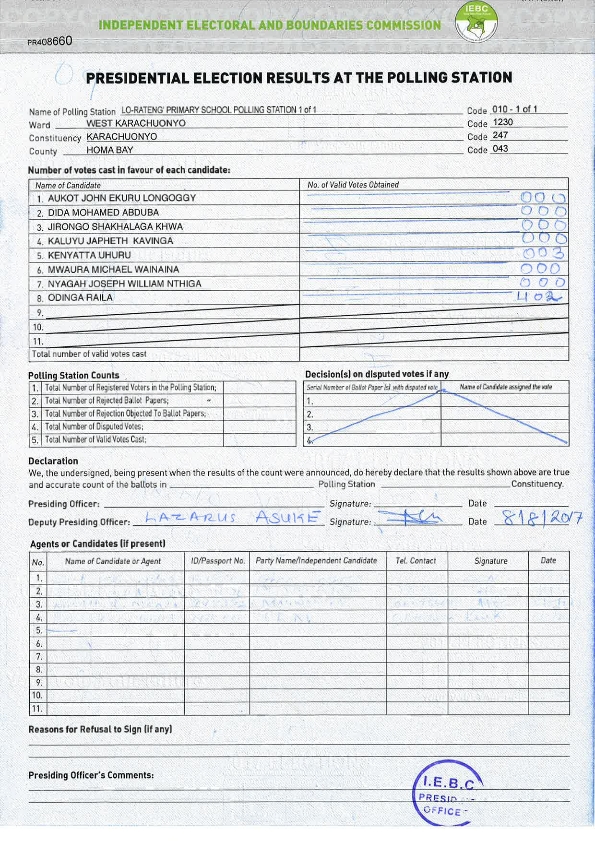 INDEPENDENT ELECTORAL AND BOUNDARIES COMMISSION
IEBC
PR408660
PRESIDENTIAL ELECTION RESULTS AT THE POLLING STATION
Name of Polling Station LO-RATENG' PRIMARY SCHOOL POLLING STATION 1 of 1 Code 010 - 1 of 1
Ward WEST KARACHUONYO Code 1230
Constituency KARACHUONYO Code 247
County HOMA BAY Code 043
Number of votes cast in favour of each candidate:
Name of Candidate No. of Valid Votes Obtained
1. AUKOT JOHN EKURU LONGOGGY 000
2. DIDA MOHAMED ABDUBA 000
3. JIRONGO SHAKHALAGA KHWA 000
4. KALUYU JAPHETH KAVINGA 000
5. KENYATTA UHURU 003
6. MWAURA MICHAEL WAINAINA 000
7. NYAGAH JOSEPH WILLIAM NTHIGA 000
8. ODINGA RAILA 402
9.
10.
11.
Total number of valid votes cast
Polling Station Counts
1. Total Number of Registered Voters in the Polling Station;
2. Total Number of Rejected Ballot Papers;
3. Total Number of Rejection Objected To Ballot Papers;
4. Total Number of Disputed Votes;
5. Total Number of Valid Votes Cast;
Decision(s) on disputed votes if any
Serial Number of Ballot Paper (s) with disputed vote Name of Candidate assigned the vote
1.
2.
3.
4.
Declaration
We, the undersigned, being present when the results of the count were announced, do hereby declare that the results shown above are true
and accurate count of the ballots in Polling Station Constituency.
Presiding Officer: Signature: Date
Deputy Presiding Officer: LAZARUS ASUKE Signature: Date 8/8/2017
Agents or Candidates (if present)
No. Name of Candidate or Agent ID/Passport No. Party Name/Independent Candidate Tel. Contact Signature Date
1.
2.
3.
4.
5.
6.
7.
8.
9.
10.
11.
Reasons for Refusal to Sign (if any)
Presiding Officer's Comments:
I.E.B.C
OFFICE